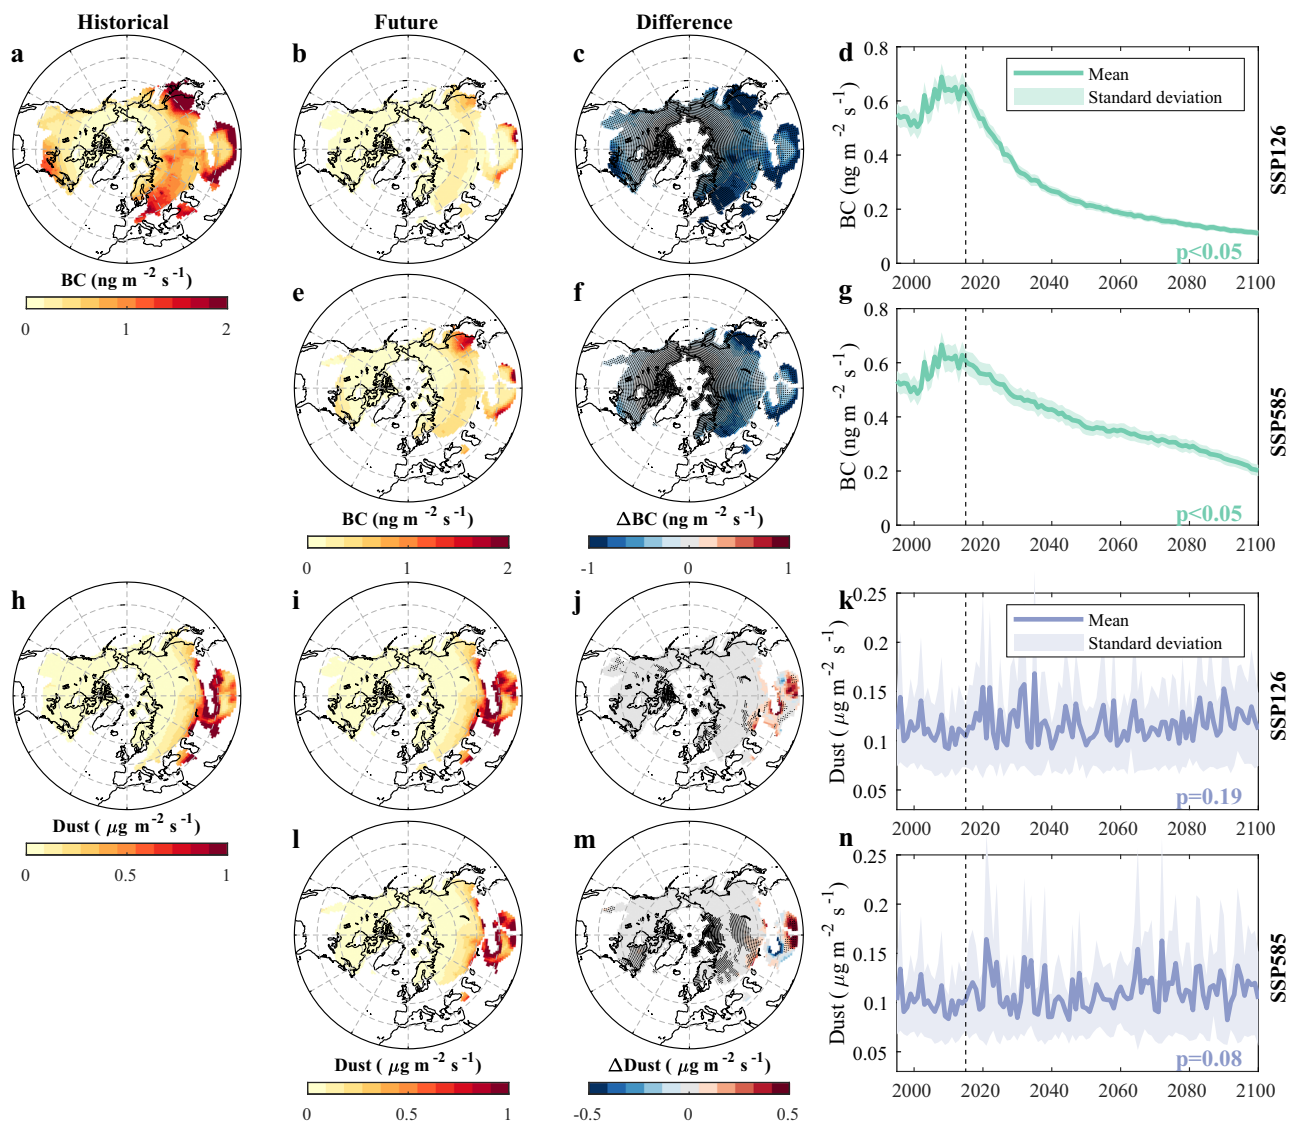 Historical
Future
Difference
a
b
c
d
0.8
0.6
0.4
0.2
0
BC (ng m -2 s -1)
Mean
Standard deviation
p<0.05
2000
2020
2040
2060
2080
2100
SSP126
BC (ng m -2 s -1)
0
1
2
e
f
g
0.8
0.6
0.4
0.2
0
BC (ng m -2 s -1)
p<0.05
2000
2020
2040
2060
2080
2100
SSP585
BC (ng m -2 s -1)
0
1
2
ΔBC (ng m -2 s -1)
-1
0
1
h
i
j
k
0.25
0.2
0.15
0.1
0.05
Dust ( μg m -2 s -1)
Mean
Standard deviation
p=0.19
2000
2020
2040
2060
2080
2100
SSP126
Dust ( μg m -2 s -1)
0
0.5
1
l
m
n
0.25
0.2
0.15
0.1
0.05
Dust ( μg m -2 s -1)
p=0.08
2000
2020
2040
2060
2080
2100
SSP585
Dust ( μg m -2 s -1)
0
0.5
1
ΔDust ( μg m -2 s -1)
-0.5
0
0.5